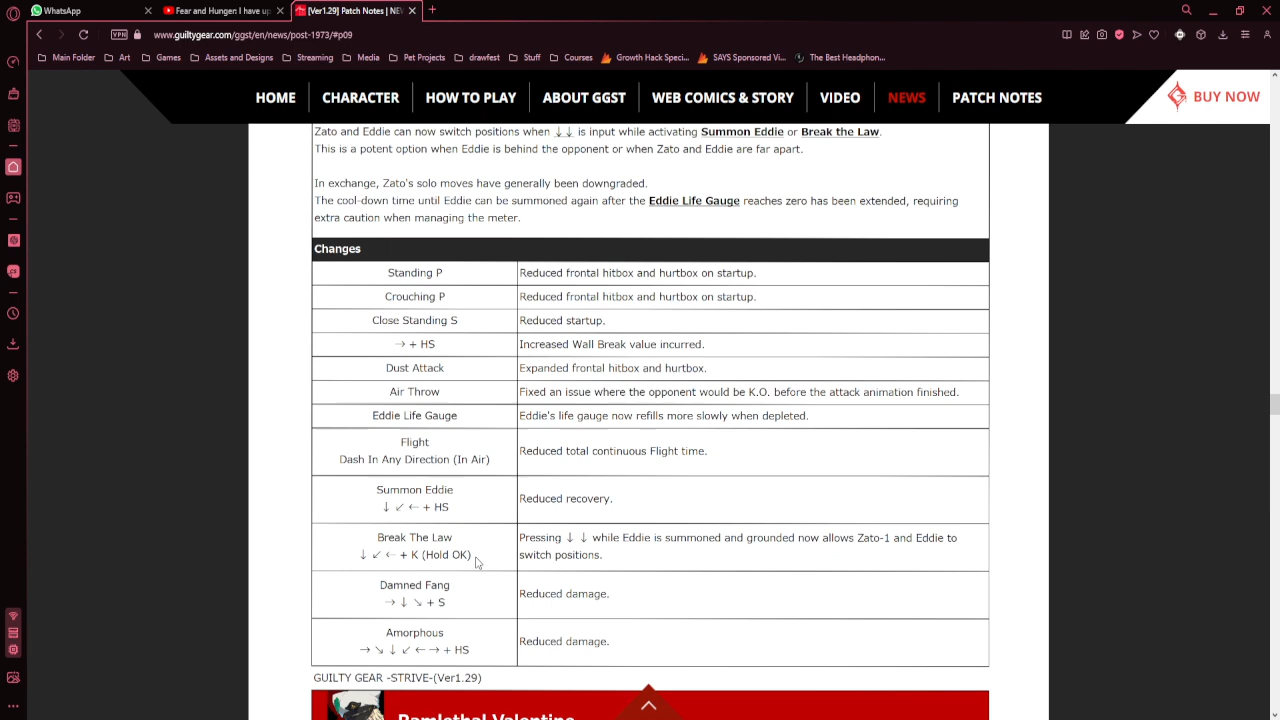 WhatsApp
Fear and Hunger: I have up
[Ver1.29] Patch Notes | NEW
VPN
www.guiltygear.com/ggst/en/news/post-1973/#p09
Main Folder
Art
Games
Assets and Designs
Streaming
Media
Pet Projects
drawfest
Stuff
Courses
Growth Hack Speci...
SAYS Sponsored Vi...
The Best Headphon...
HOME
CHARACTER
HOW TO PLAY
ABOUT GGST
WEB COMICS & STORY
VIDEO
NEWS
PATCH NOTES
BUY NOW
Zato and Eddie can now switch positions when ↓↓ is input while activating Summon Eddie or Break the Law.
This is a potent option when Eddie is behind the opponent or when Zato and Eddie are far apart.
In exchange, Zato's solo moves have generally been downgraded.
The cool-down time until Eddie can be summoned again after the Eddie Life Gauge reaches zero has been extended, requiring
extra caution when managing the meter.
Changes
Standing P
Reduced frontal hitbox and hurtbox on startup.
Crouching P
Reduced frontal hitbox and hurtbox on startup.
Close Standing S
Reduced startup.
→ + HS
Increased Wall Break value incurred.
Dust Attack
Expanded frontal hitbox and hurtbox.
Air Throw
Fixed an issue where the opponent would be K.O. before the attack animation finished.
Eddie Life Gauge
Eddie's life gauge now refills more slowly when depleted.
Flight
Dash In Any Direction (In Air)
Reduced total continuous Flight time.
Summon Eddie
↓ ↙ ← + HS
Reduced recovery.
Break The Law
↓ ↙ ← + K (Hold OK)
Pressing ↓ ↓ while Eddie is summoned and grounded now allows Zato-1 and Eddie to
switch positions.
Damned Fang
→ ↓ ↘ + S
Reduced damage.
Amorphous
→ ↘ ↓ ↙ ← → + HS
Reduced damage.
GUILTY GEAR -STRIVE-(Ver1.29)
Ramlethal Valentine